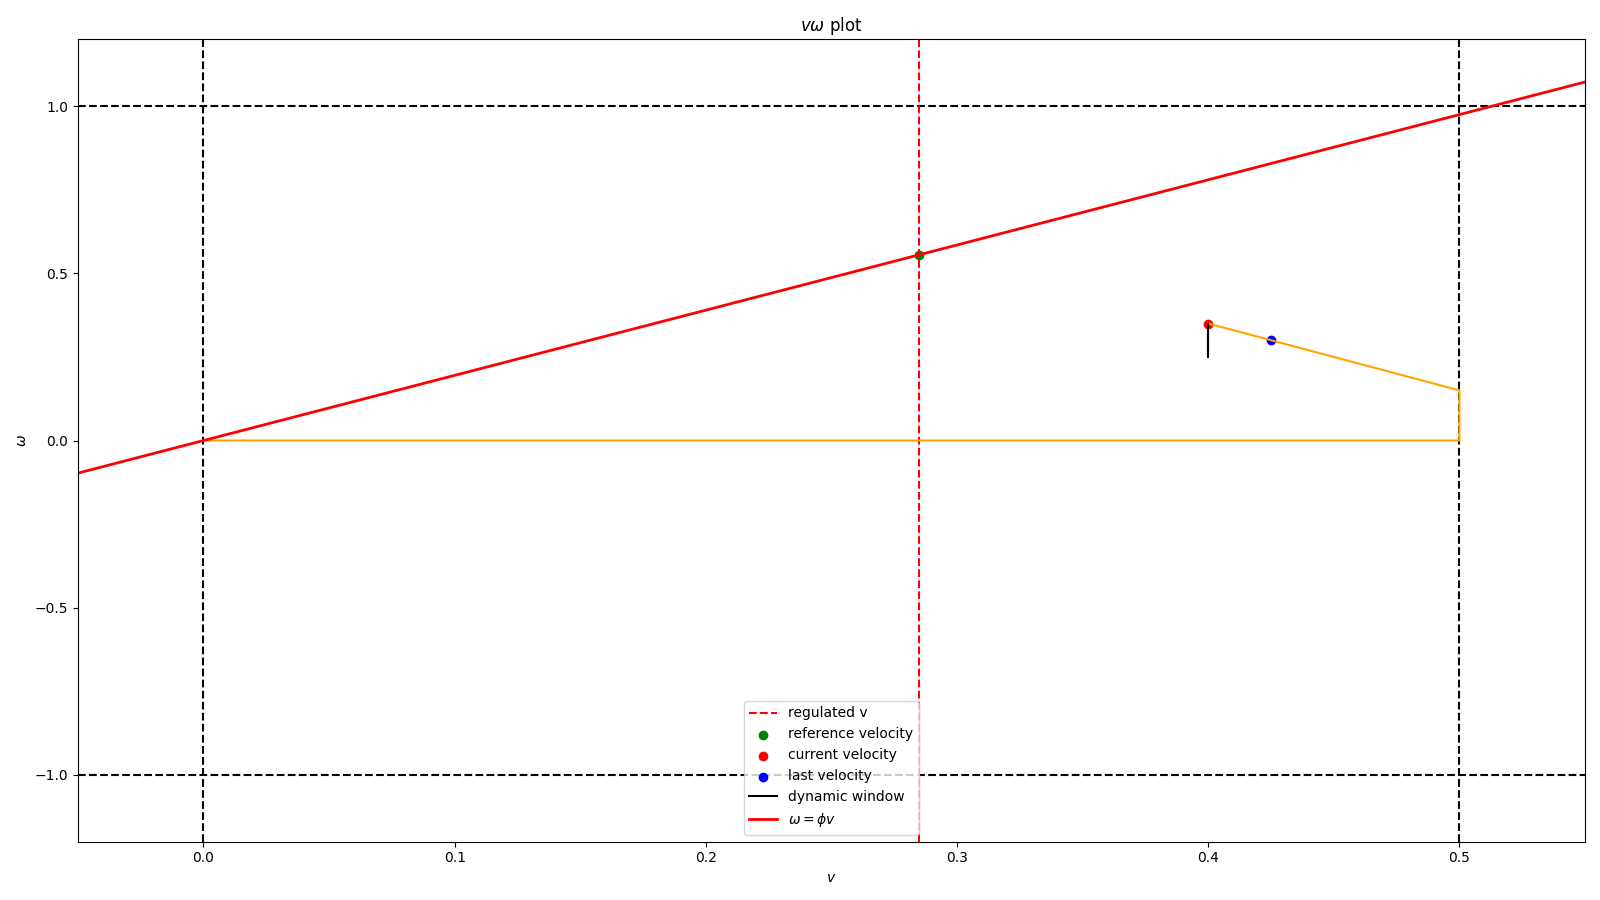 vω plot
1.0
0.5
0.0
−0.5
−1.0
ω
regulated v
reference velocity
current velocity
last velocity
dynamic window
ω = ϕv
0.0 0.1 0.2 0.3 0.4 0.5
v